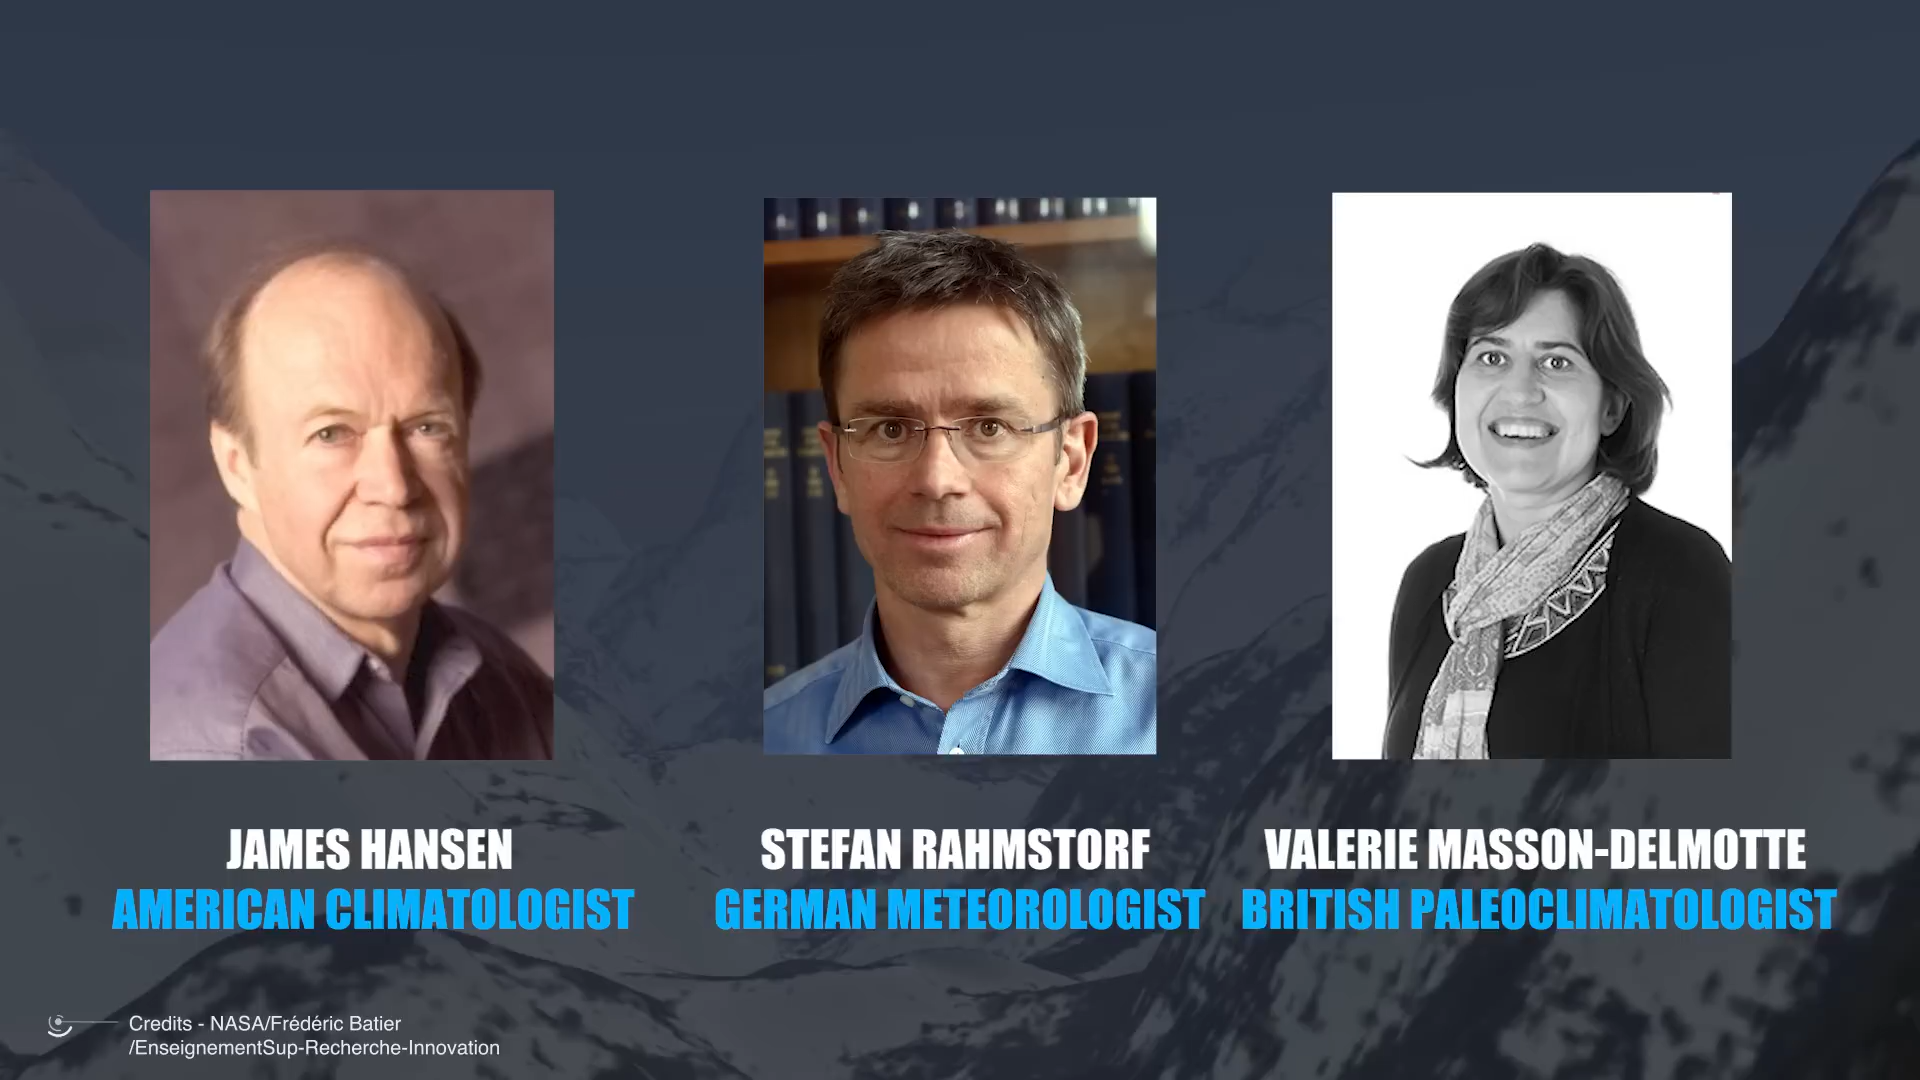 JAMES HANSEN
AMERICAN CLIMATOLOGIST
STEFAN RAHMSTORF
GERMAN METEOROLOGIST
VALERIE MASSON-DELMOTTE
BRITISH PALEOCLIMATOLOGIST
Credits - NASA/Frédéric Batier
/EnseignementSup-Recherche-Innovation